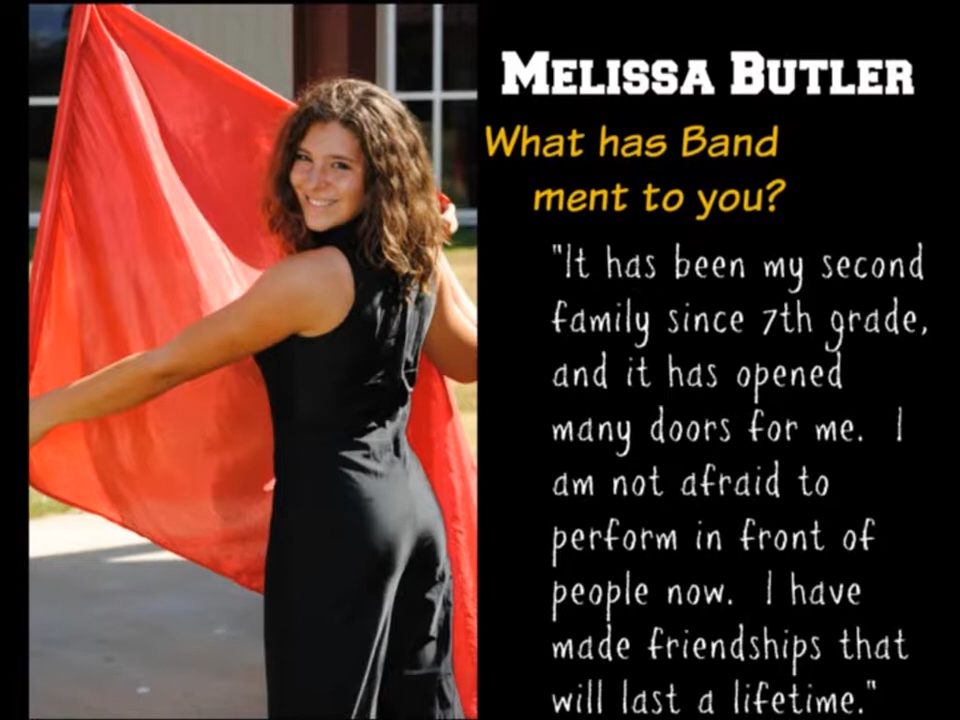 MELISSA BUTLER
What has Band
ment to you?
"It has been my second
family since 7th grade,
and it has opened
many doors for me.  I
am not afraid to
perform in front of
people now.  I have
made friendships that
will last a lifetime."